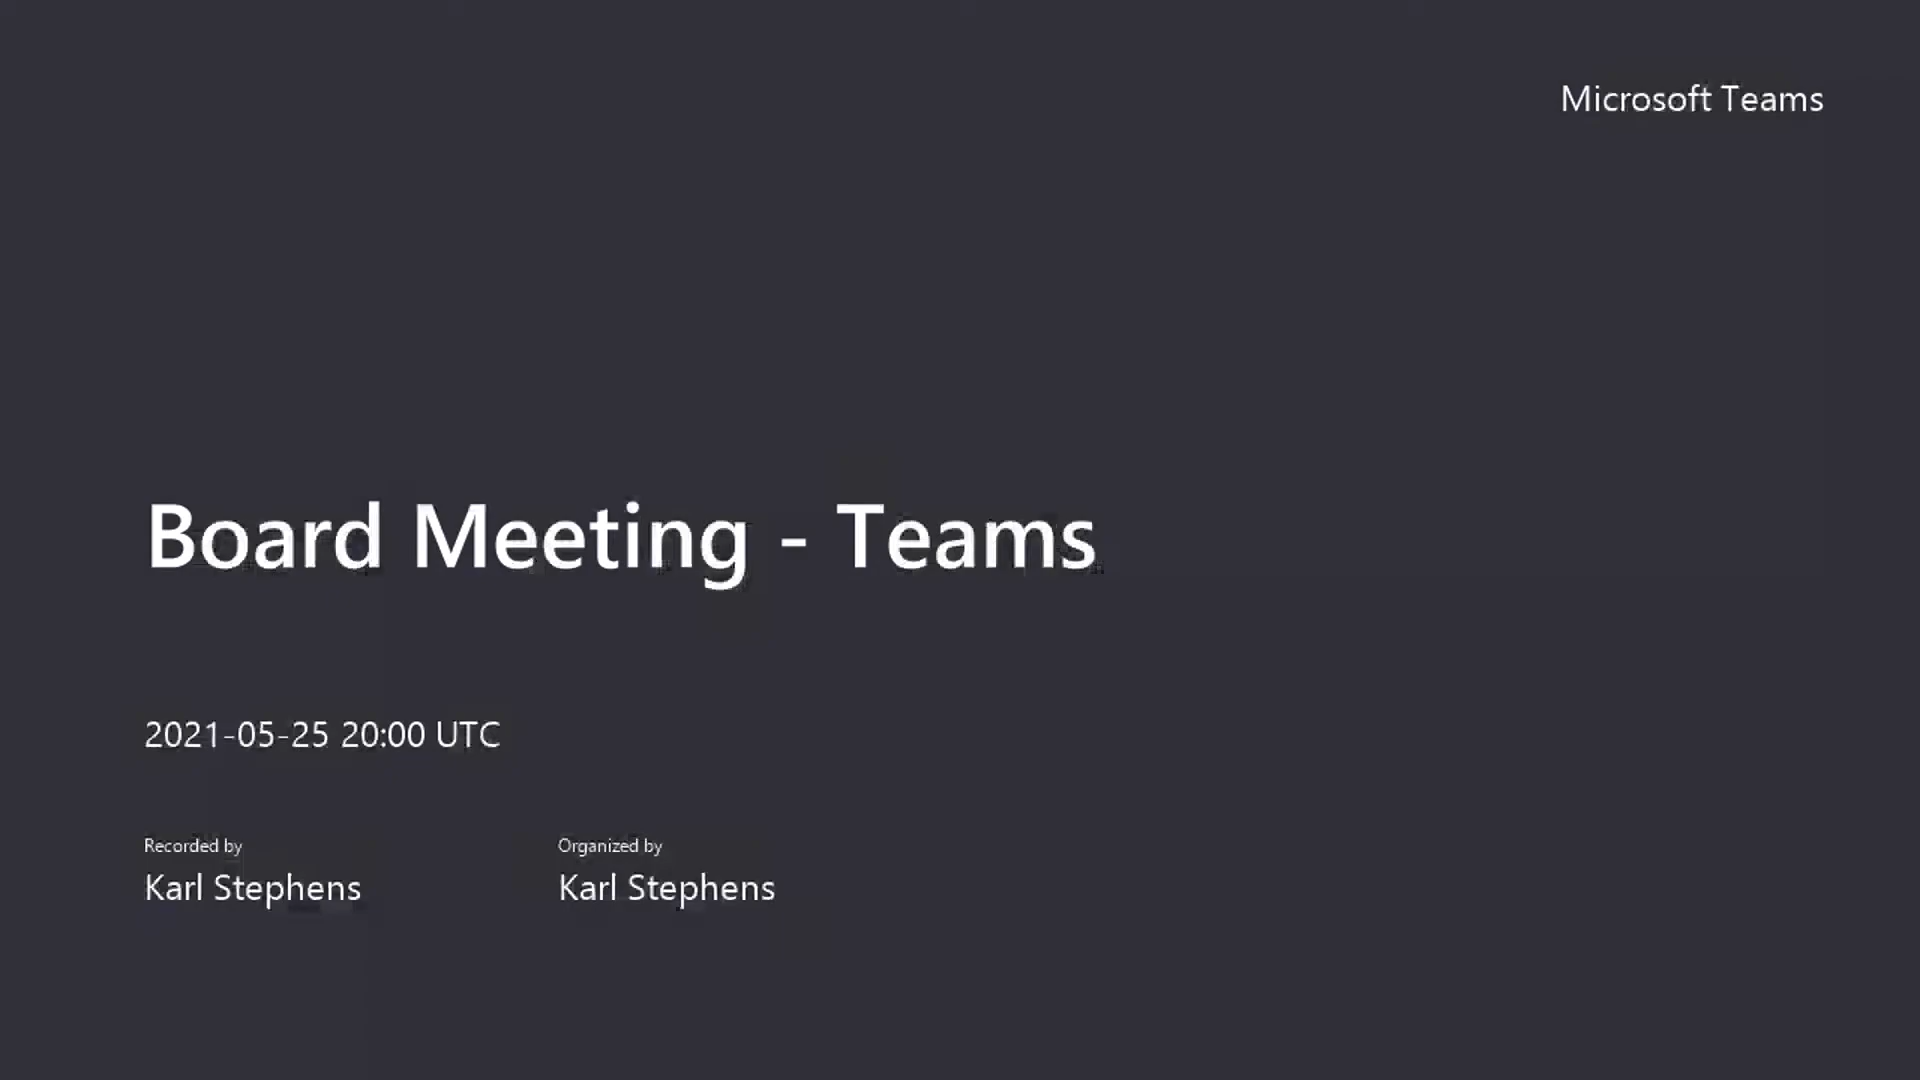 Microsoft Teams
Board Meeting - Teams
2021-05-25 20:00 UTC
Recorded by
Karl Stephens
Organized by
Karl Stephens